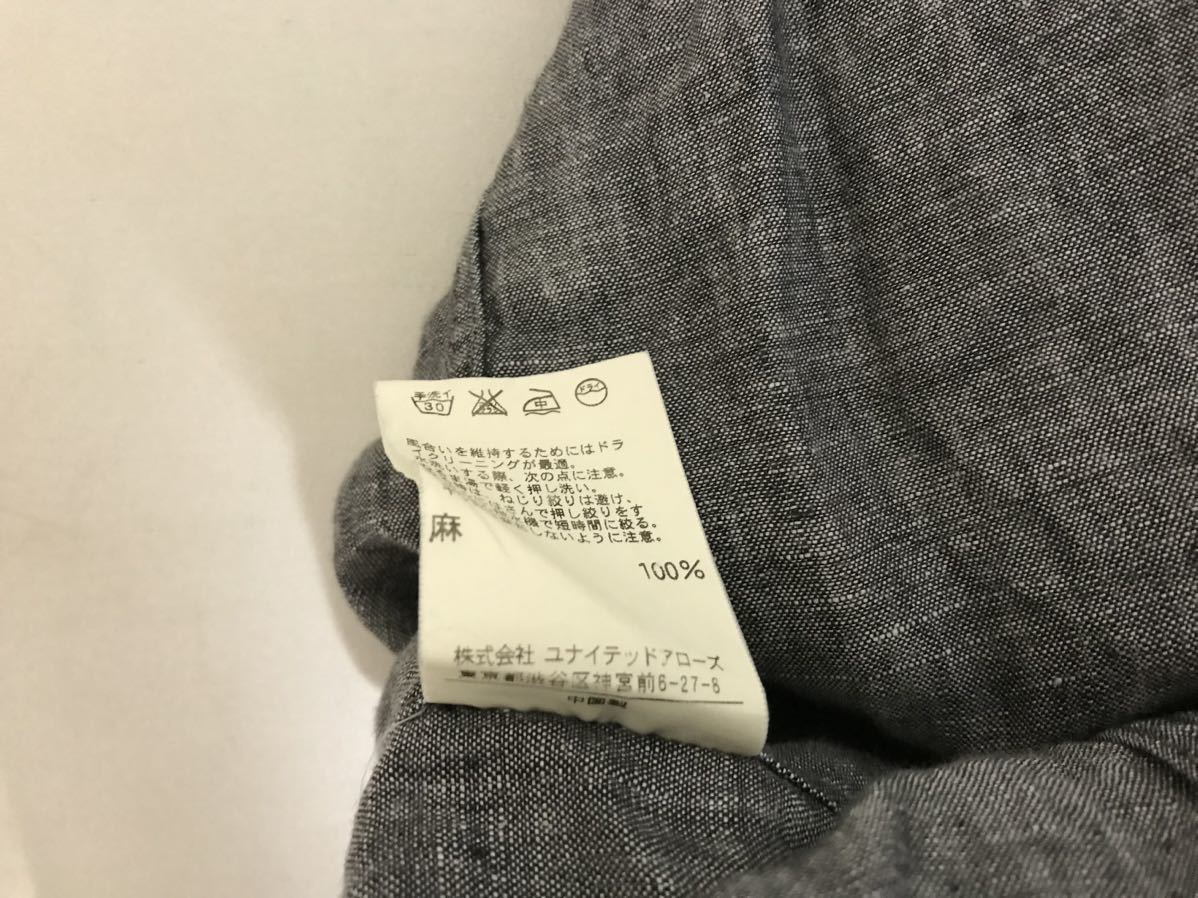 手洗イ 30 中 ドライ
風合いを維持するためにはドラ
イクリーニングが最適。
洗いする際、次の点に注意。
で軽く押し洗い。
は、ねじり絞りは避け、
さんで押し絞りをす
機で短時間に絞る。
しないように注意。
麻
100%
株式会社 ユナイテッドアローズ
東京都渋谷区神宮前6-27-8